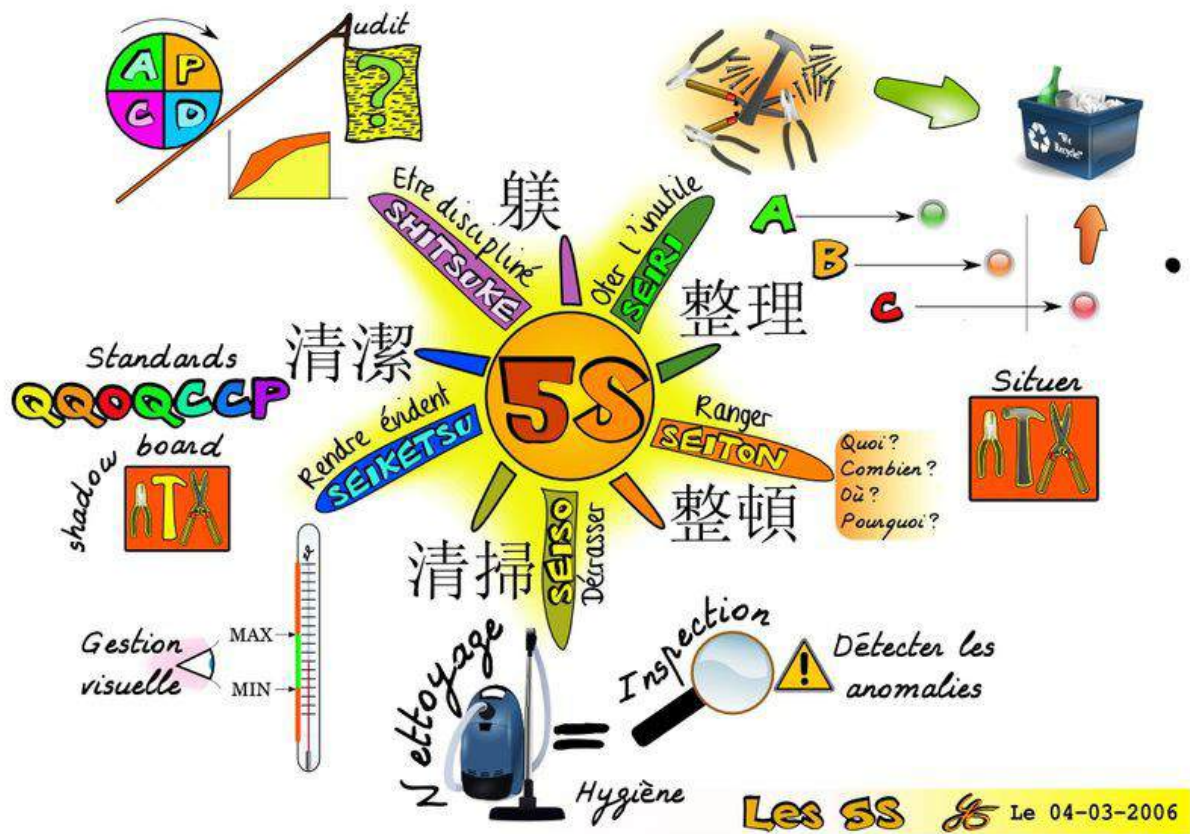 Audit
A P
C D
?
"We
Recycle!"
A
B
C
Etre discipliné
SHITSUKE
躾
Oter l'inutile
SEIRI
整理
清潔
5S
Standards
QQOQCCP
Rendre évident
SEIKETSU
Ranger
SEITON
整頓
Quoi?
Combien?
Où?
Pourquoi?
Situer
shadow
board
清掃
SEISO
Décrasser
Gestion
visuelle
MAX
MIN
Nettoyage
=
Inspection
!
Détecter les
anomalies
Hygiène
Les 5S
Le 04-03-2006